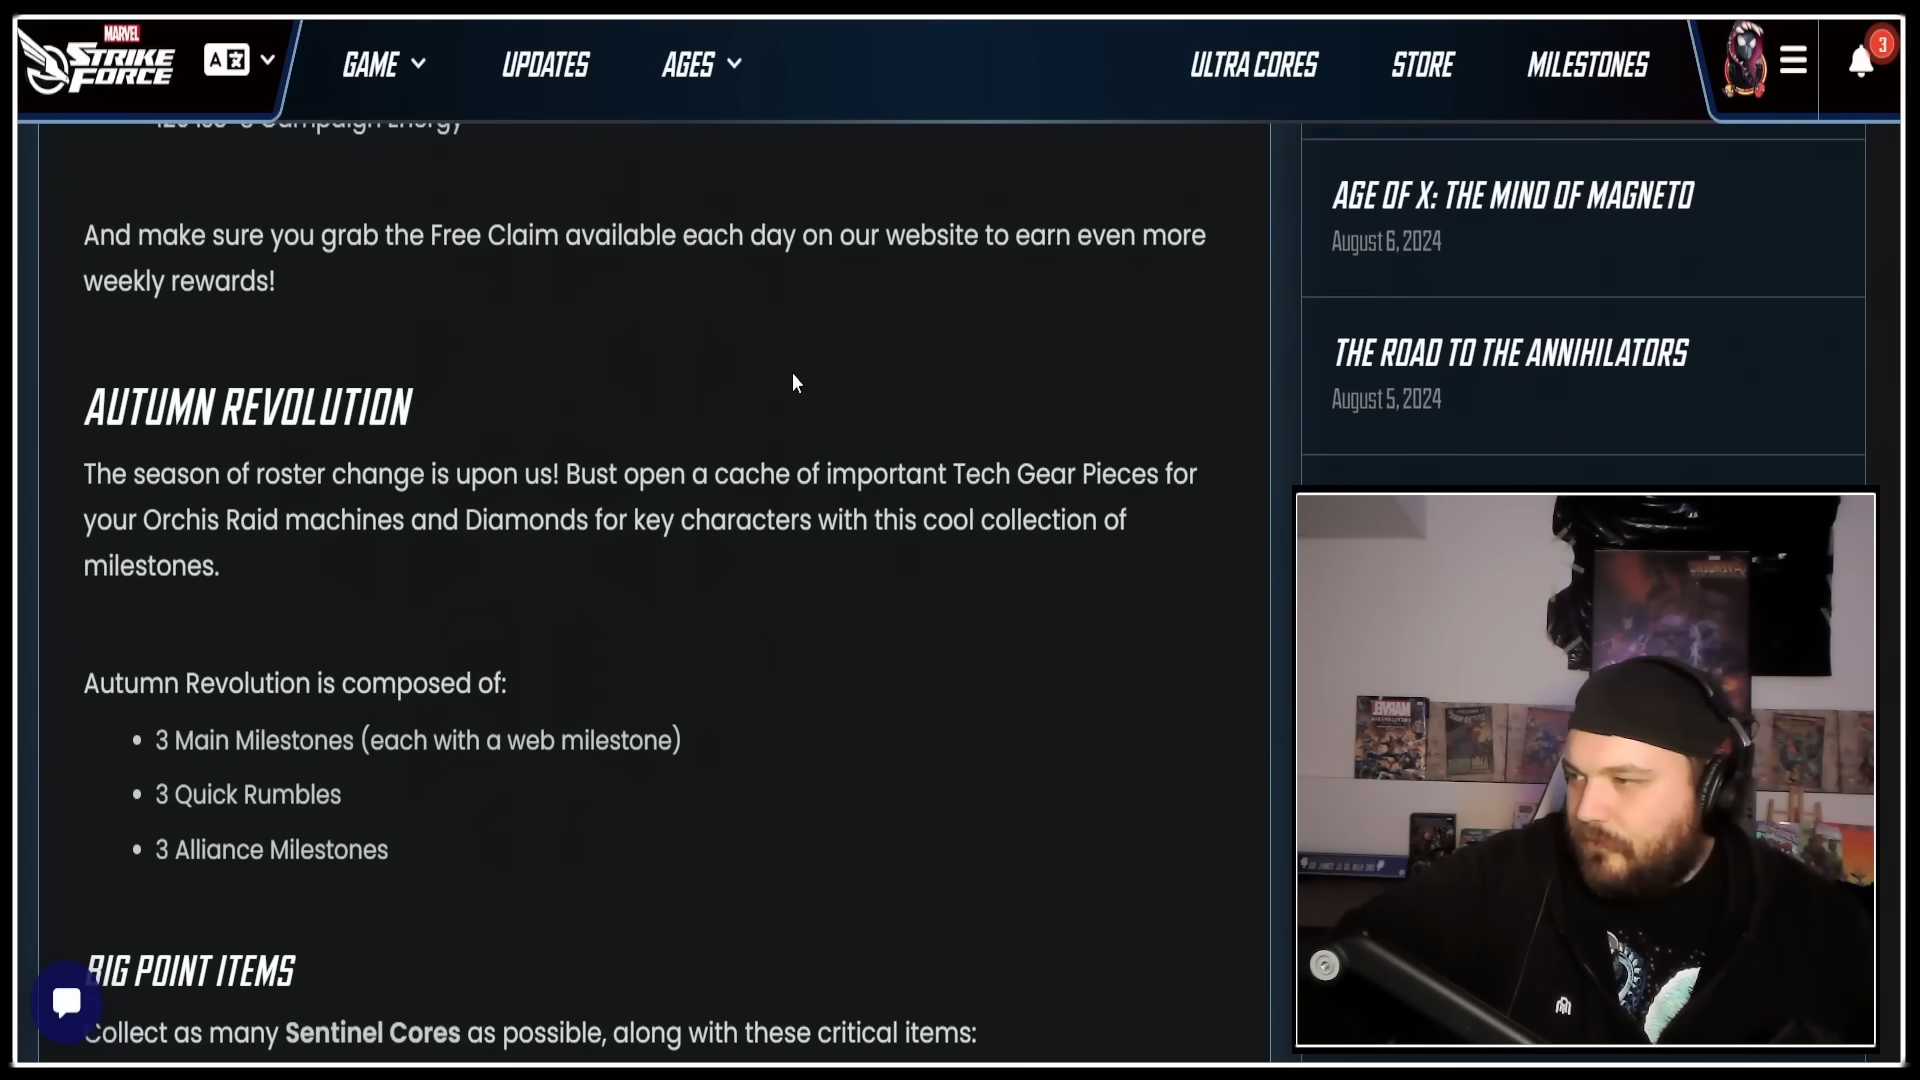 MARVEL
STRIKE
FORCE
GAME
UPDATES
AGES
ULTRA CORES
STORE
MILESTONES
3
And make sure you grab the Free Claim available each day on our website to earn even more
weekly rewards!
AUTUMN REVOLUTION
The season of roster change is upon us! Bust open a cache of important Tech Gear Pieces for
your Orchis Raid machines and Diamonds for key characters with this cool collection of
milestones.
Autumn Revolution is composed of:
• 3 Main Milestones (each with a web milestone)
• 3 Quick Rumbles
• 3 Alliance Milestones
BIG POINT ITEMS
Collect as many Sentinel Cores as possible, along with these critical items:
AGE OF X: THE MIND OF MAGNETO
August 6, 2024
THE ROAD TO THE ANNIHILATORS
August 5, 2024
MARVEL